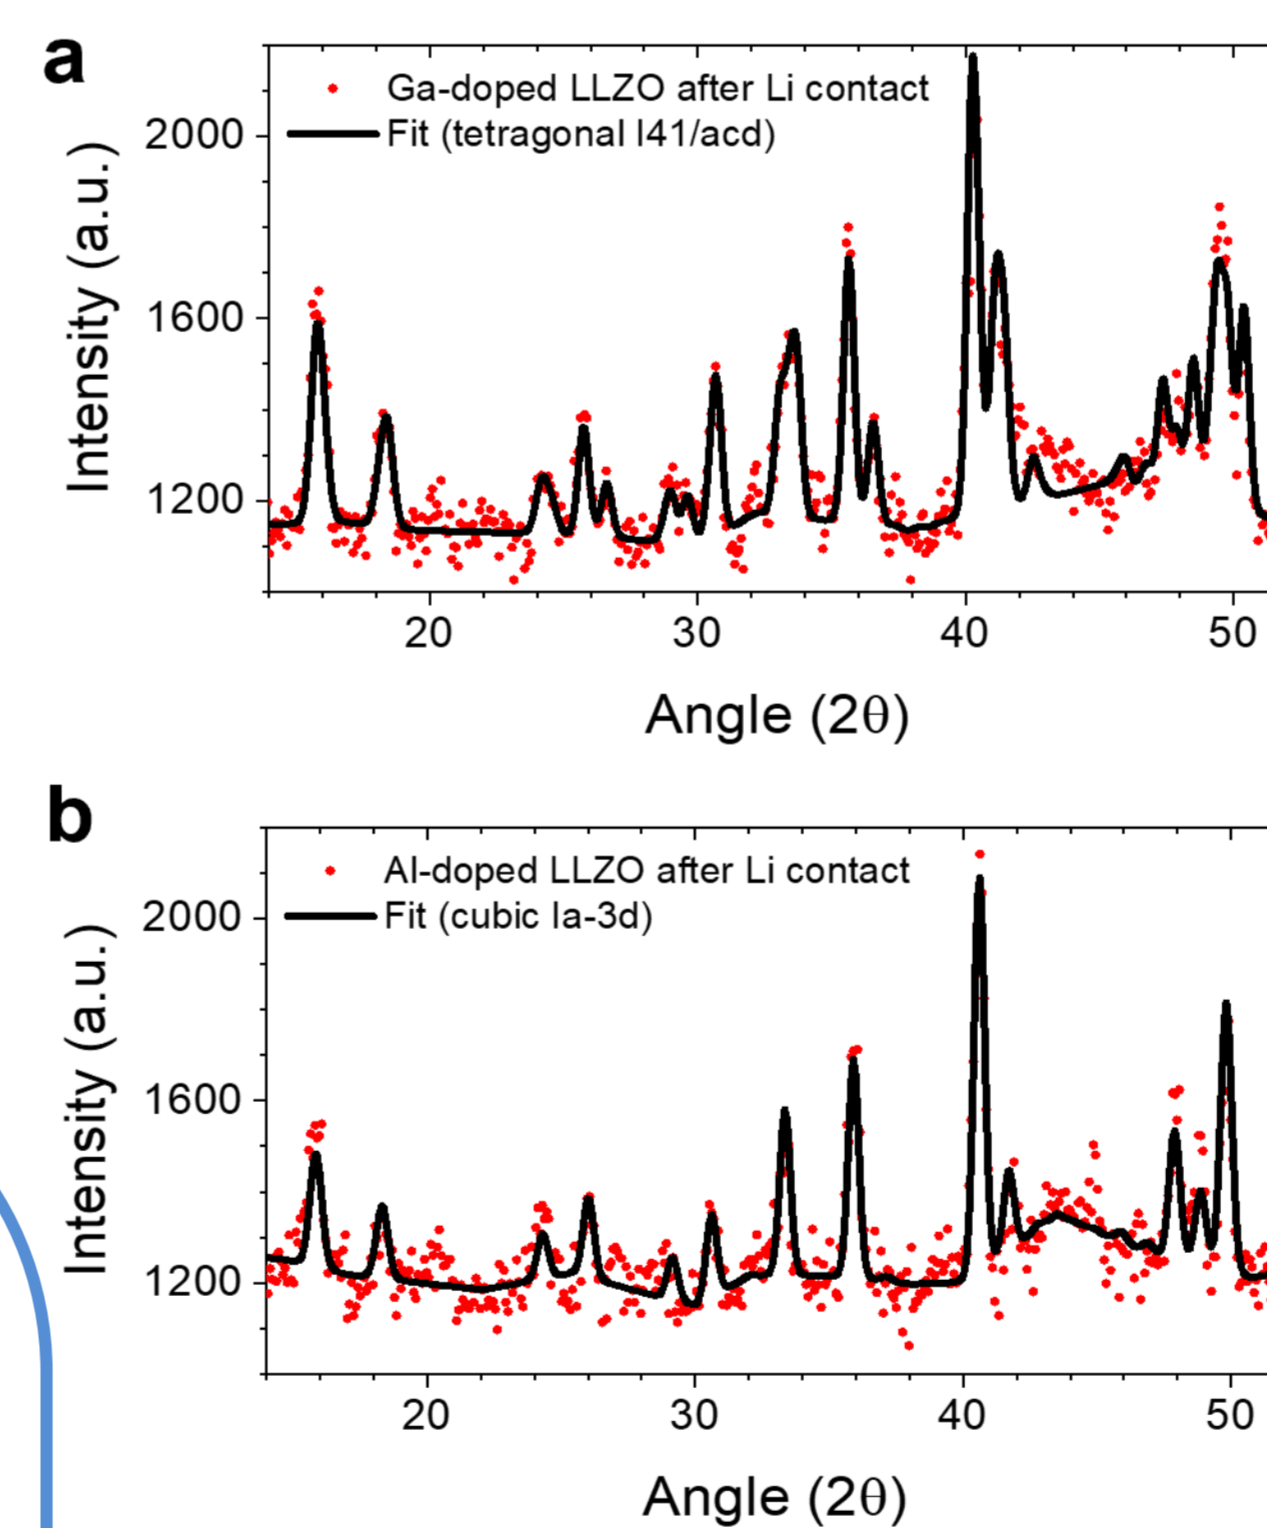 a
Ga-doped LLZO after Li contact
Fit (tetragonal I41/acd)
2000
1600
1200
Intensity (a.u.)
20 30 40 50
Angle (2θ)
b
Al-doped LLZO after Li contact
Fit (cubic Ia-3d)
2000
1600
1200
Intensity (a.u.)
20 30 40 50
Angle (2θ)